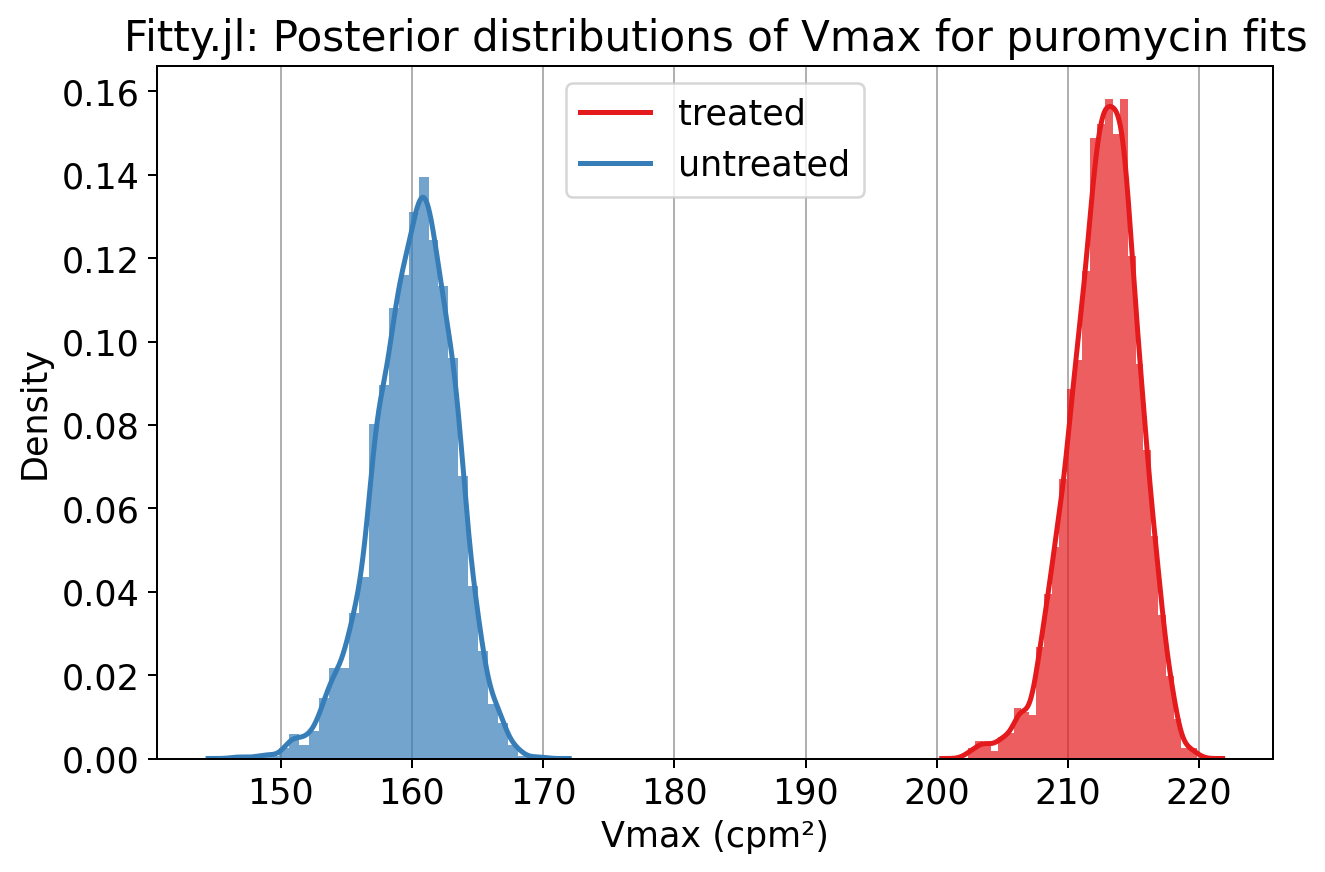 Fitty.jl: Posterior distributions of Vmax for puromycin fits
treated
untreated
Density
0.16
0.14
0.12
0.10
0.08
0.06
0.04
0.02
0.00
150 160 170 180 190 200 210 220
Vmax (cpm²)